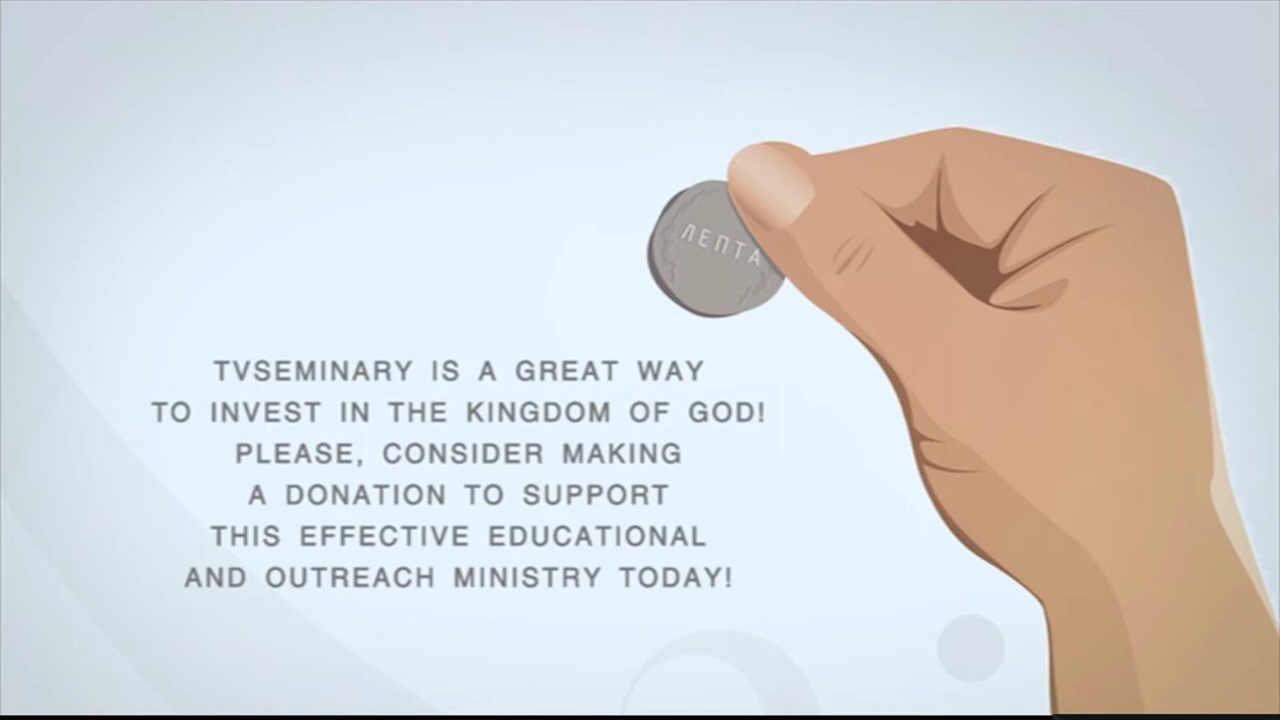 ЛЕПТА
TVSEMINARY IS A GREAT WAY
TO INVEST IN THE KINGDOM OF GOD!
PLEASE, CONSIDER MAKING
A DONATION TO SUPPORT
THIS EFFECTIVE EDUCATIONAL
AND OUTREACH MINISTRY TODAY!